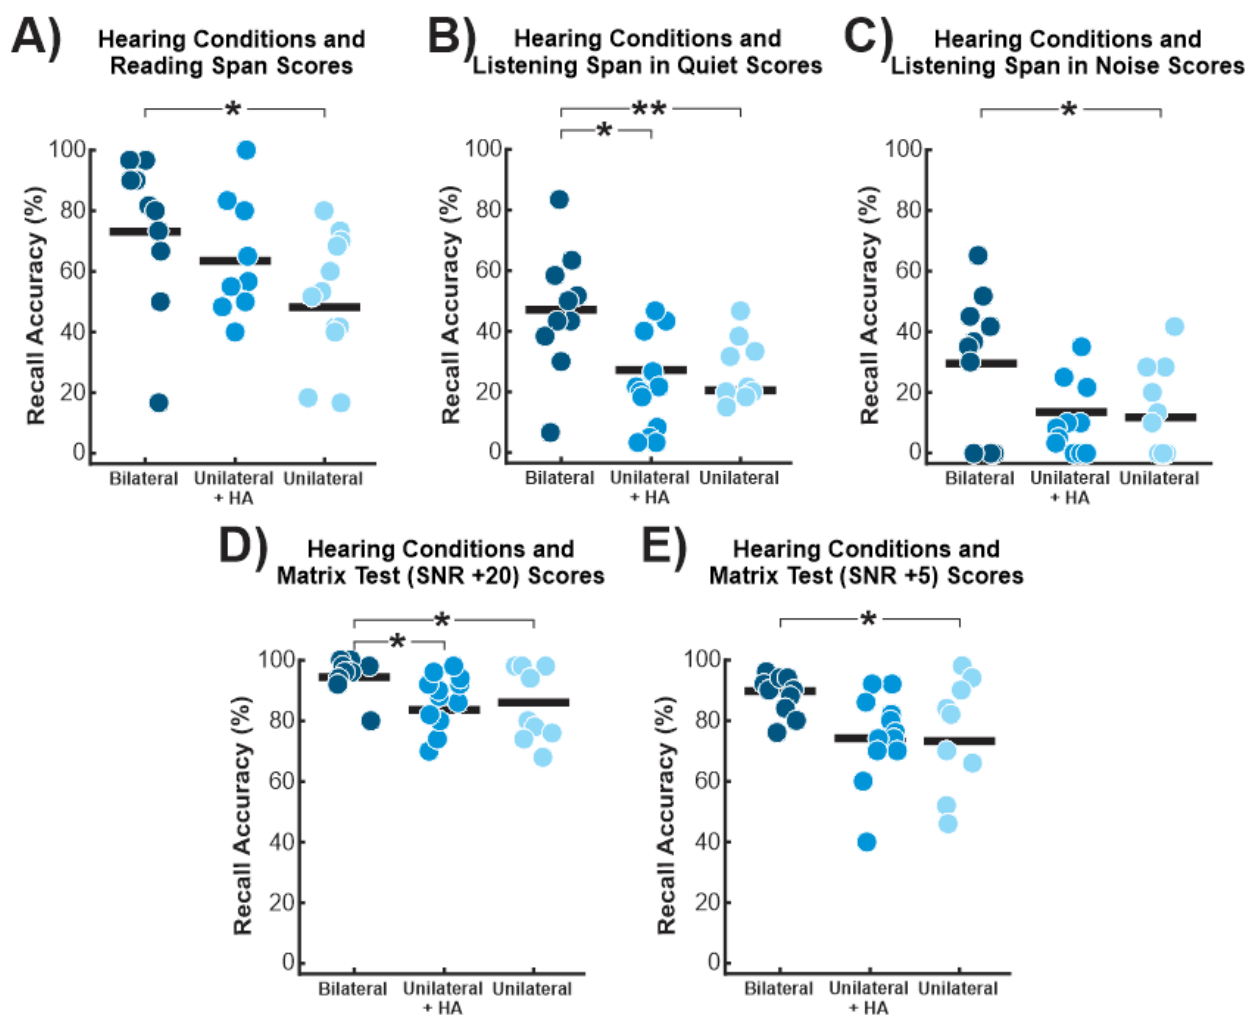 A)
Hearing Conditions and
Reading Span Scores
*
Recall Accuracy (%)
100
80
60
40
20
0
Bilateral
Unilateral
+ HA
Unilateral
B)
Hearing Conditions and
Listening Span in Quiet Scores
**
*
Recall Accuracy (%)
100
80
60
40
20
0
Bilateral
Unilateral
+ HA
Unilateral
C)
Hearing Conditions and
Listening Span in Noise Scores
*
Recall Accuracy (%)
100
80
60
40
20
0
Bilateral
Unilateral
+ HA
Unilateral
D)
Hearing Conditions and
Matrix Test (SNR +20) Scores
*
*
Recall Accuracy (%)
100
80
60
40
20
0
Bilateral
Unilateral
+ HA
Unilateral
E)
Hearing Conditions and
Matrix Test (SNR +5) Scores
*
Recall Accuracy (%)
100
80
60
40
20
0
Bilateral
Unilateral
+ HA
Unilateral